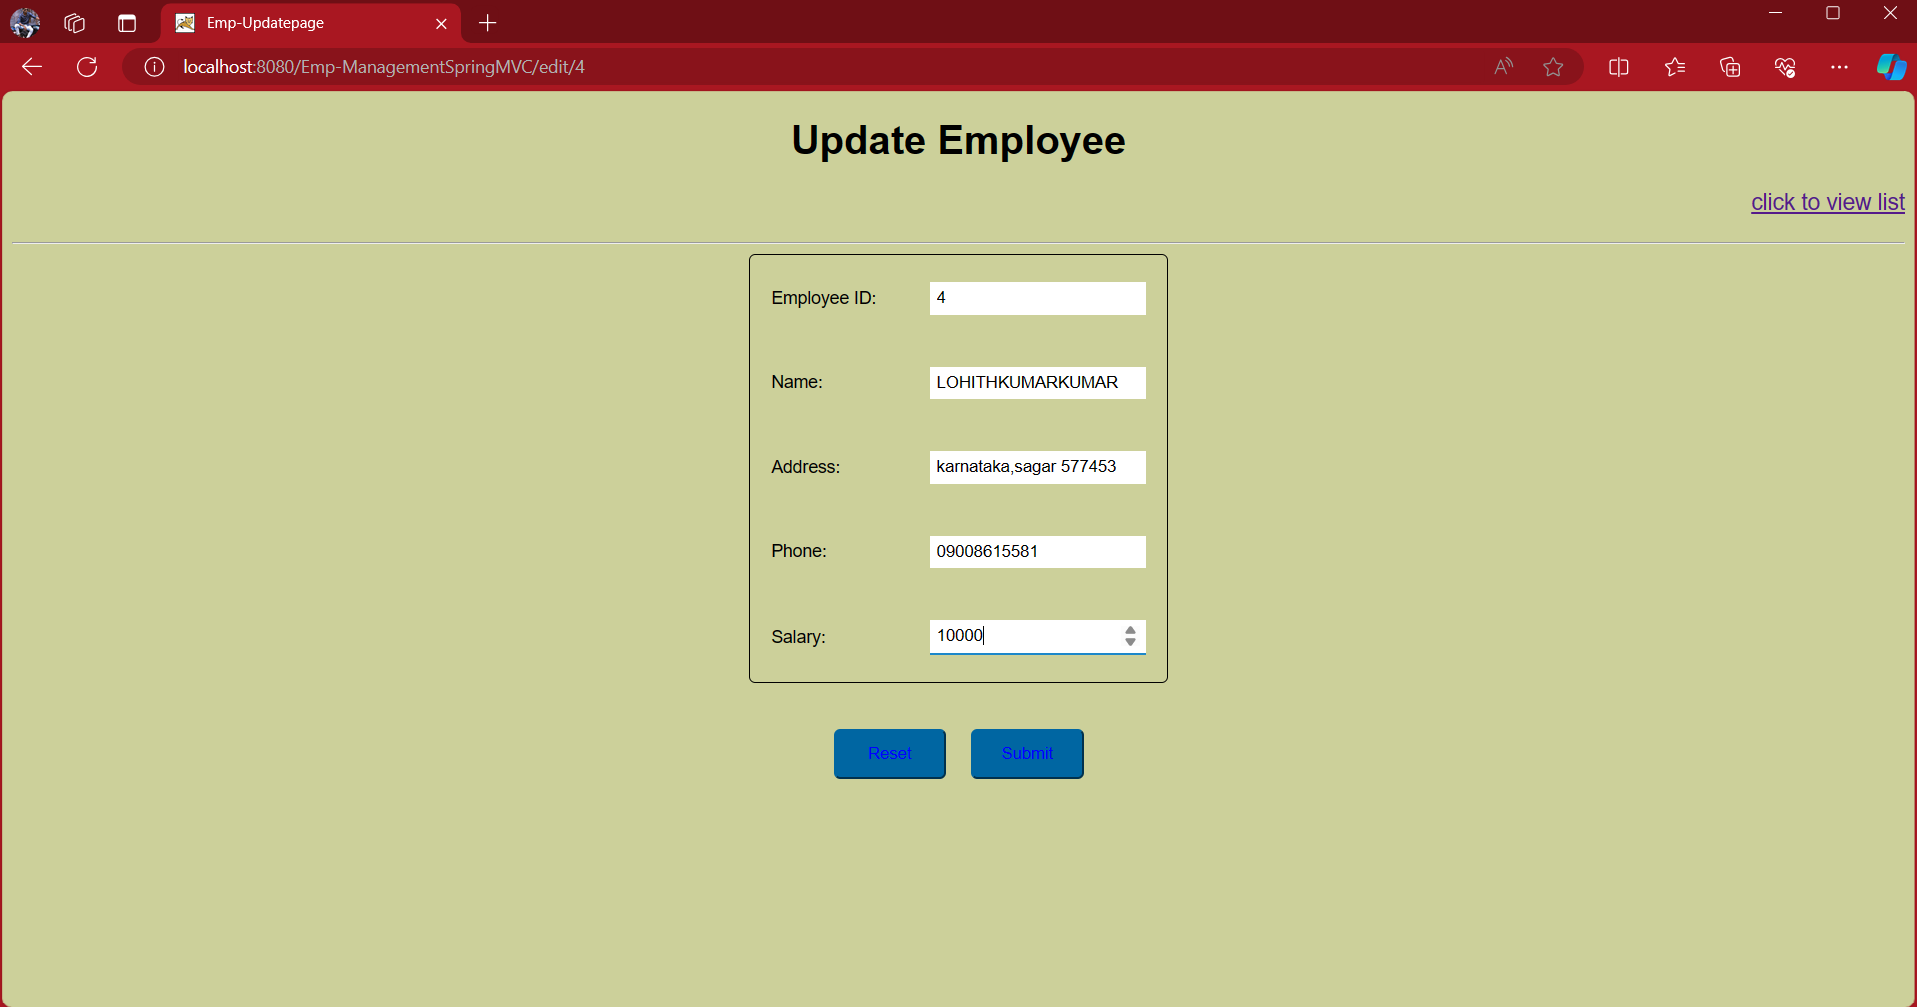 Emp-Updatepage
localhost:8080/Emp-ManagementSpringMVC/edit/4
Update Employee
click to view list
Employee ID: 4
Name: LOHITHKUMARKUMAR
Address: karnataka,sagar 577453
Phone: 09008615581
Salary: 10000
Reset Submit